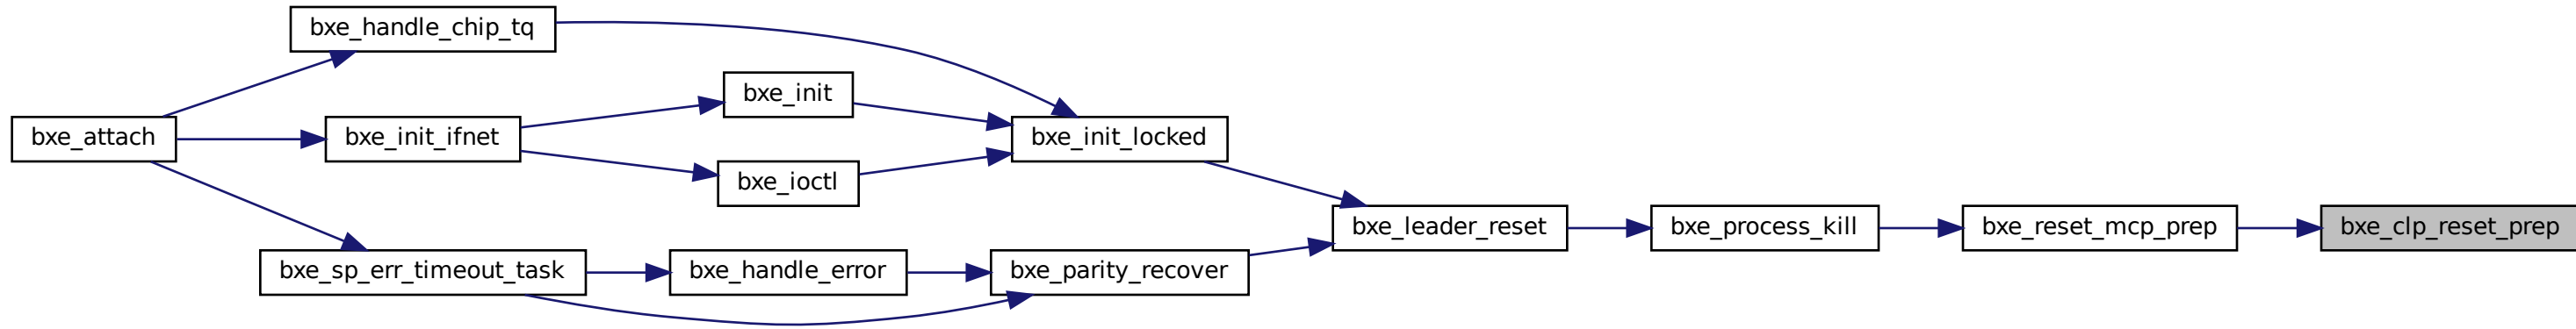 bxe_handle_chip_tq
bxe_init
bxe_attach
bxe_init_ifnet
bxe_init_locked
bxe_ioctl
bxe_leader_reset
bxe_process_kill
bxe_reset_mcp_prep
bxe_clp_reset_prep
bxe_sp_err_timeout_task
bxe_handle_error
bxe_parity_recover